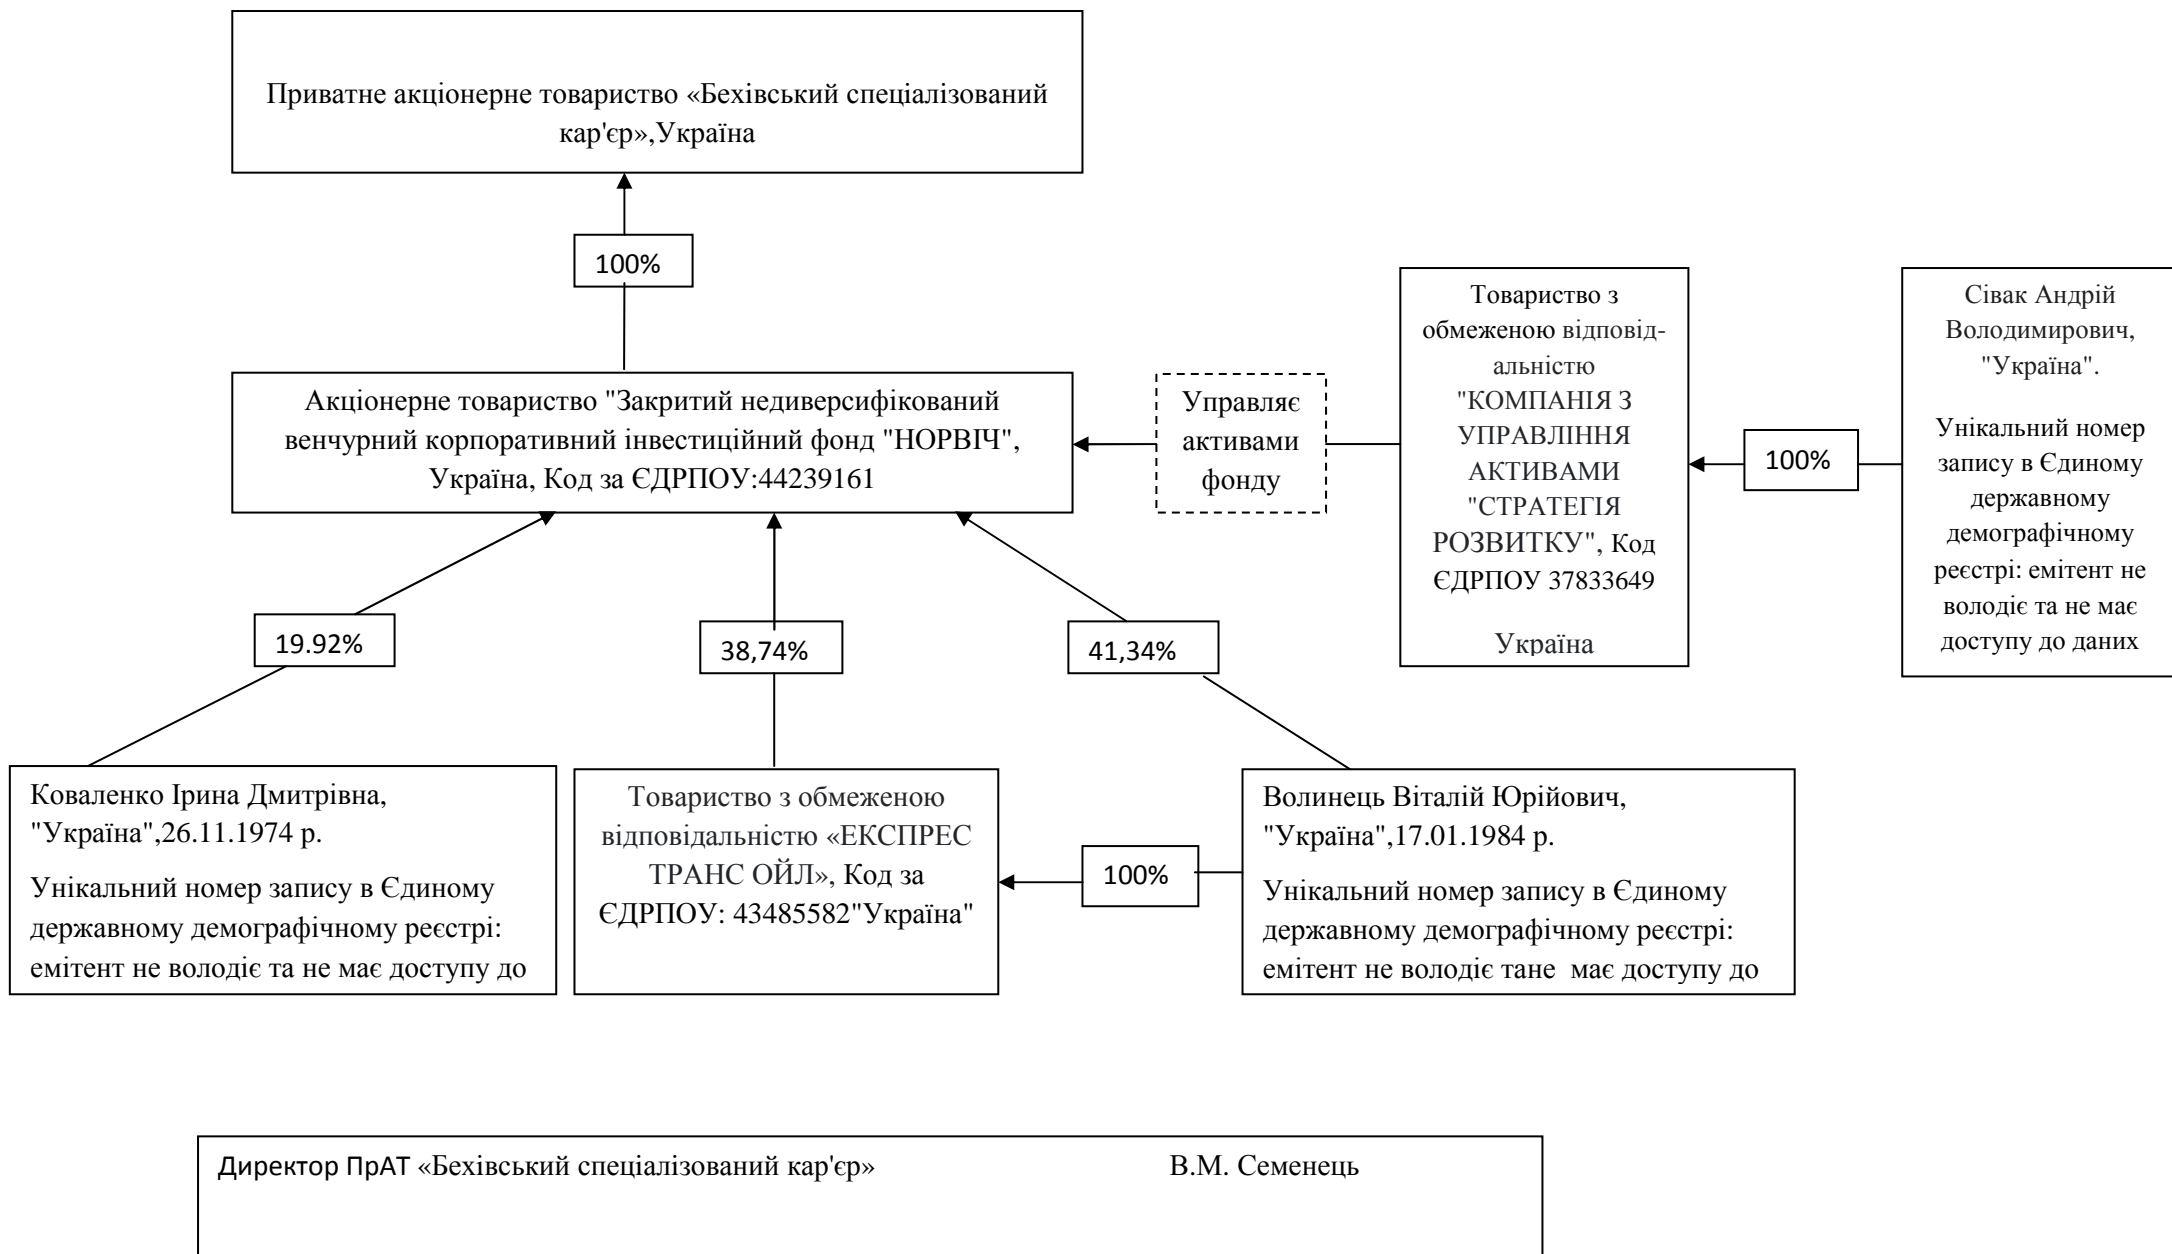 Приватне акціонерне товариство «Бехівський спеціалізований
кар'єр»,Україна
100%
Акціонерне товариство "Закритий недиверсифікований
венчурний корпоративний інвестиційний фонд "НОРВІЧ",
Україна, Код за ЄДРПОУ:44239161
Управляє
активами
фонду
Товариство з
обмеженою відповід-
альністю
"КОМПАНІЯ З
УПРАВЛІННЯ
АКТИВАМИ
"СТРАТЕГІЯ
РОЗВИТКУ", Код
ЄДРПОУ 37833649
Україна
100%
Сівак Андрій
Володимирович,
"Україна".
Унікальний номер
запису в Єдиному
державному
демографічному
реєстрі: емітент не
володіє та не має
доступу до даних
19.92%
38,74%
41,34%
Коваленко Ірина Дмитрівна,
"Україна",26.11.1974 р.
Унікальний номер запису в Єдиному
державному демографічному реєстрі:
емітент не володіє та не має доступу до
Товариство з обмеженою
відповідальністю «ЕКСПРЕС
ТРАНС ОЙЛ», Код за
ЄДРПОУ: 43485582"Україна"
100%
Волинець Віталій Юрійович,
"Україна",17.01.1984 р.
Унікальний номер запису в Єдиному
державному демографічному реєстрі:
емітент не володіє тане має доступу до
Директор ПрАТ «Бехівський спеціалізований кар'єр» В.М. Семенець